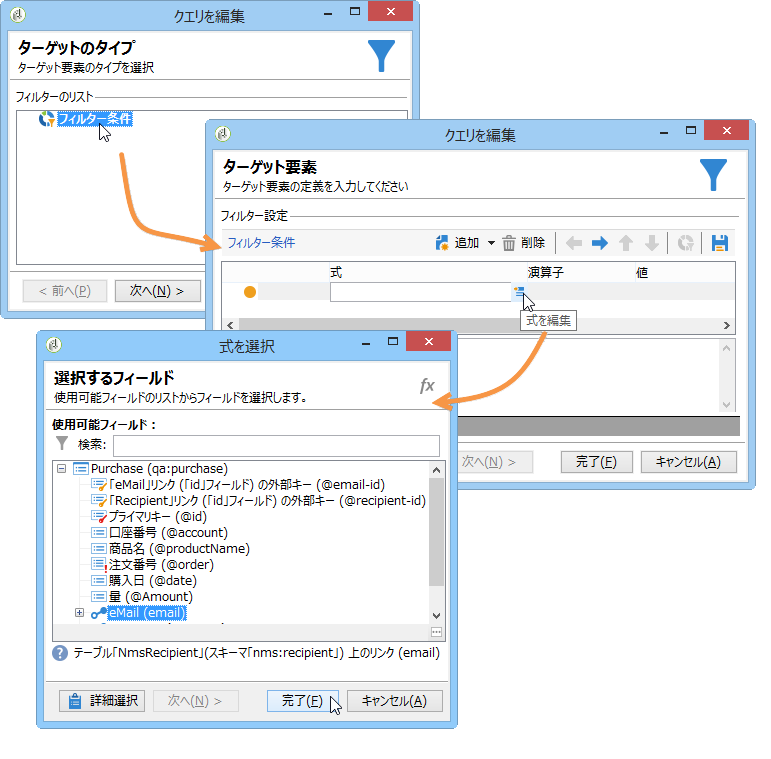 クエリを編集
ターゲットのタイプ
ターゲット要素のタイプを選択
フィルターのリスト
フィルター条件
< 前へ(P)
次へ(N) >
クエリを編集
ターゲット要素
ターゲット要素の定義を入力してください
フィルター設定
フィルター条件
追加
削除
式
演算子
値
式を編集
次へ(N) >
完了(F)
キャンセル(A)
式を選択
選択するフィールド
使用可能フィールドのリストからフィールドを選択します。
fx
使用可能フィールド：
検索:
Purchase (qa:purchase)
「eMail」リンク (「id」フィールド) の外部キー (@email-id)
「Recipient」リンク (「id」フィールド) の外部キー (@recipient-id)
プライマリキー (@id)
口座番号 (@account)
商品名 (@productName)
注文番号 (@order)
購入日 (@date)
量 (@Amount)
eMail (email)
テーブル「NmsRecipient」(スキーマ「nms:recipient」) 上のリンク (email)
詳細選択
次へ(N) >
完了(F)
キャンセル(A)